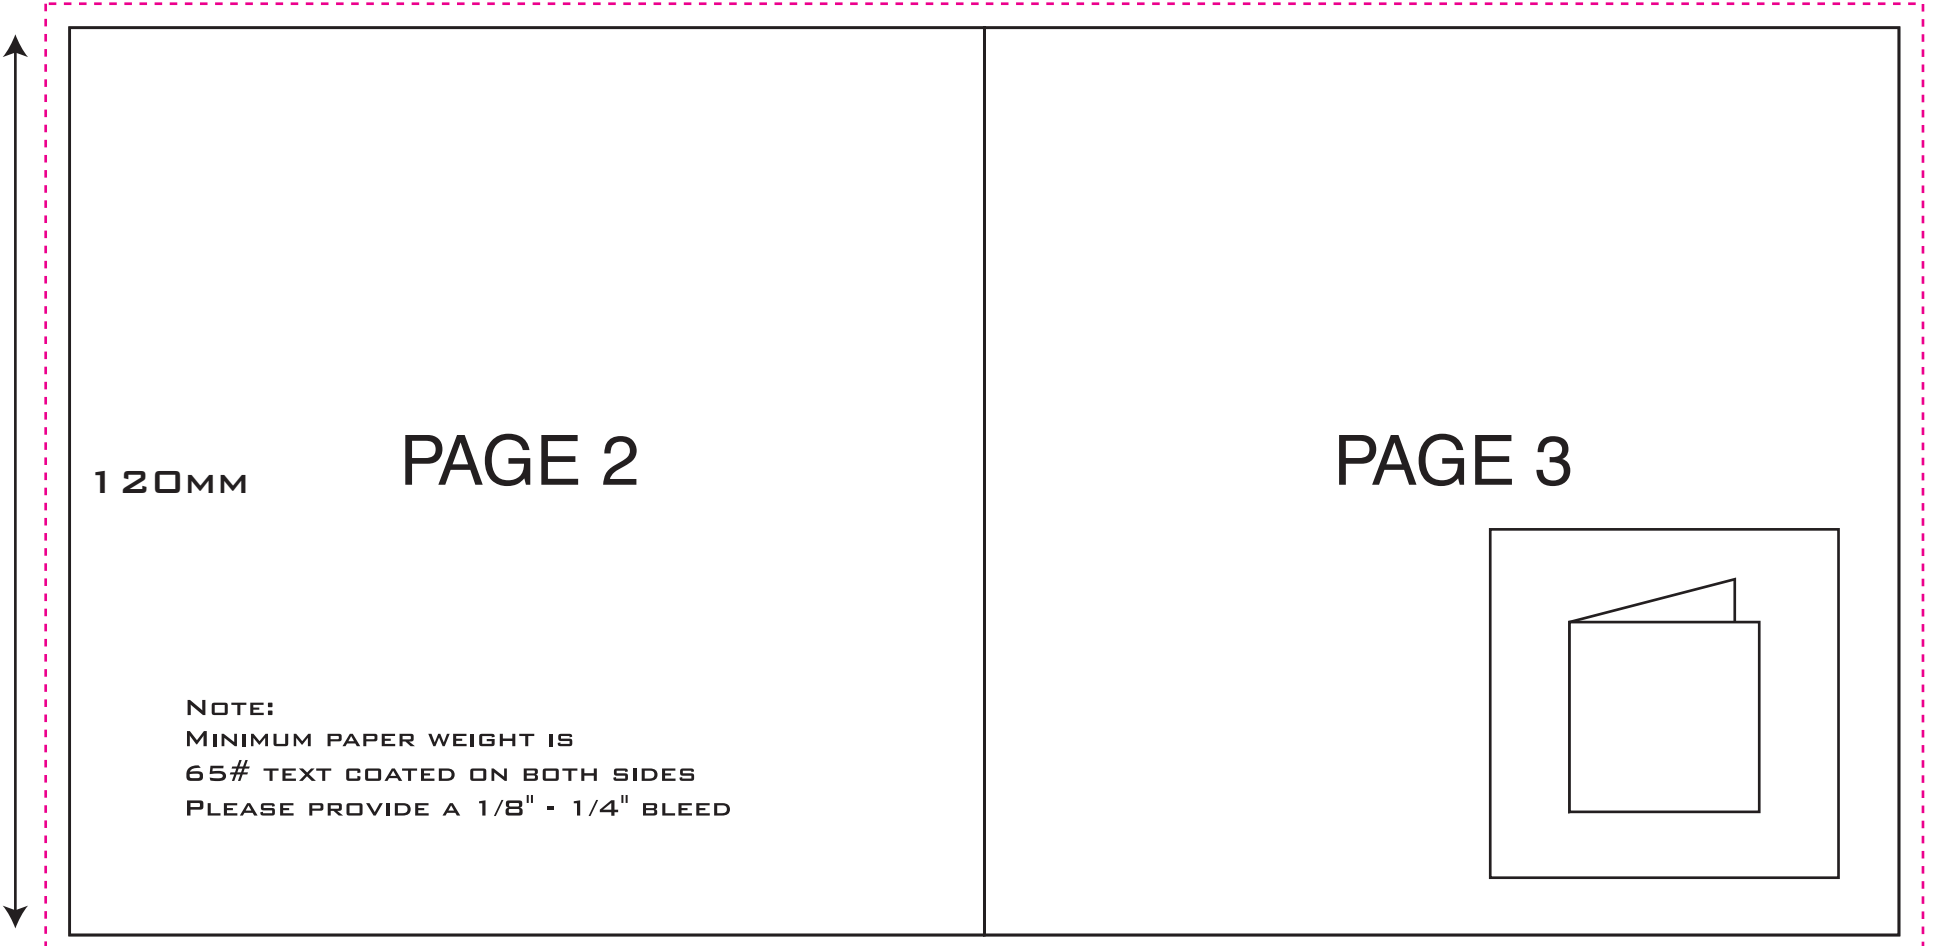 PAGE 2
PAGE 3
120MM
NOTE:
MINIMUM PAPER WEIGHT IS
65# TEXT COATED ON BOTH SIDES
PLEASE PROVIDE A 1/8" - 1/4" BLEED